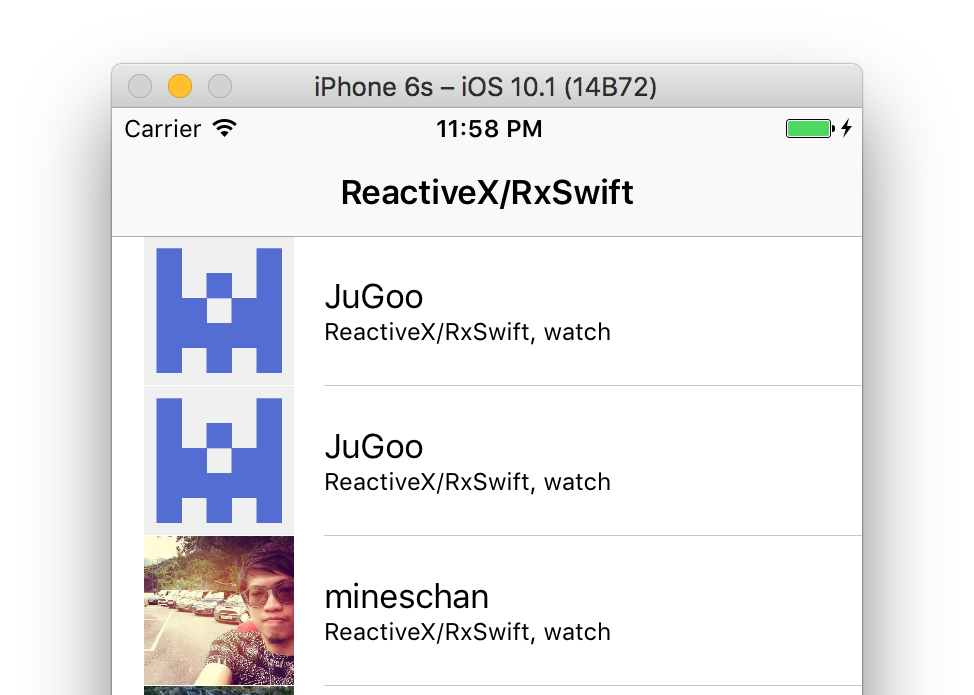 iPhone 6s – iOS 10.1 (14B72)
Carrier 11:58 PM
ReactiveX/RxSwift
JuGoo
ReactiveX/RxSwift, watch
JuGoo
ReactiveX/RxSwift, watch
mineschan
ReactiveX/RxSwift, watch